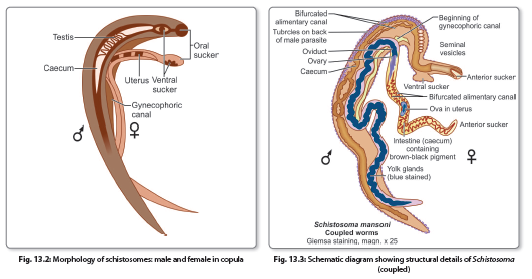 Testis
Caecum
Oral
sucker
Uterus
Ventral
sucker
Gynecophoric
canal
♂
♀
Fig. 13.2: Morphology of schistosomes: male and female in copula
Bifurcated
alimentary canal
Tubrcles on back
of male parasite
Oviduct
Ovary
Caecum
Beginning of
gynecophoric canal
Seminal
vesicles
Anterior sucker
Ventral sucker
Bifurcated alimentary canall
Ova in uterus
Anterior sucker
Intestine (caecum)
containing
brown-black pigment
♂
♀
Yolk glands
(blue stained)
Schistosoma mansoni
Coupled worms
Giemsa staining, magn. x 25
Fig. 13.3: Schematic diagram showing structural details of Schistosoma
(coupled)